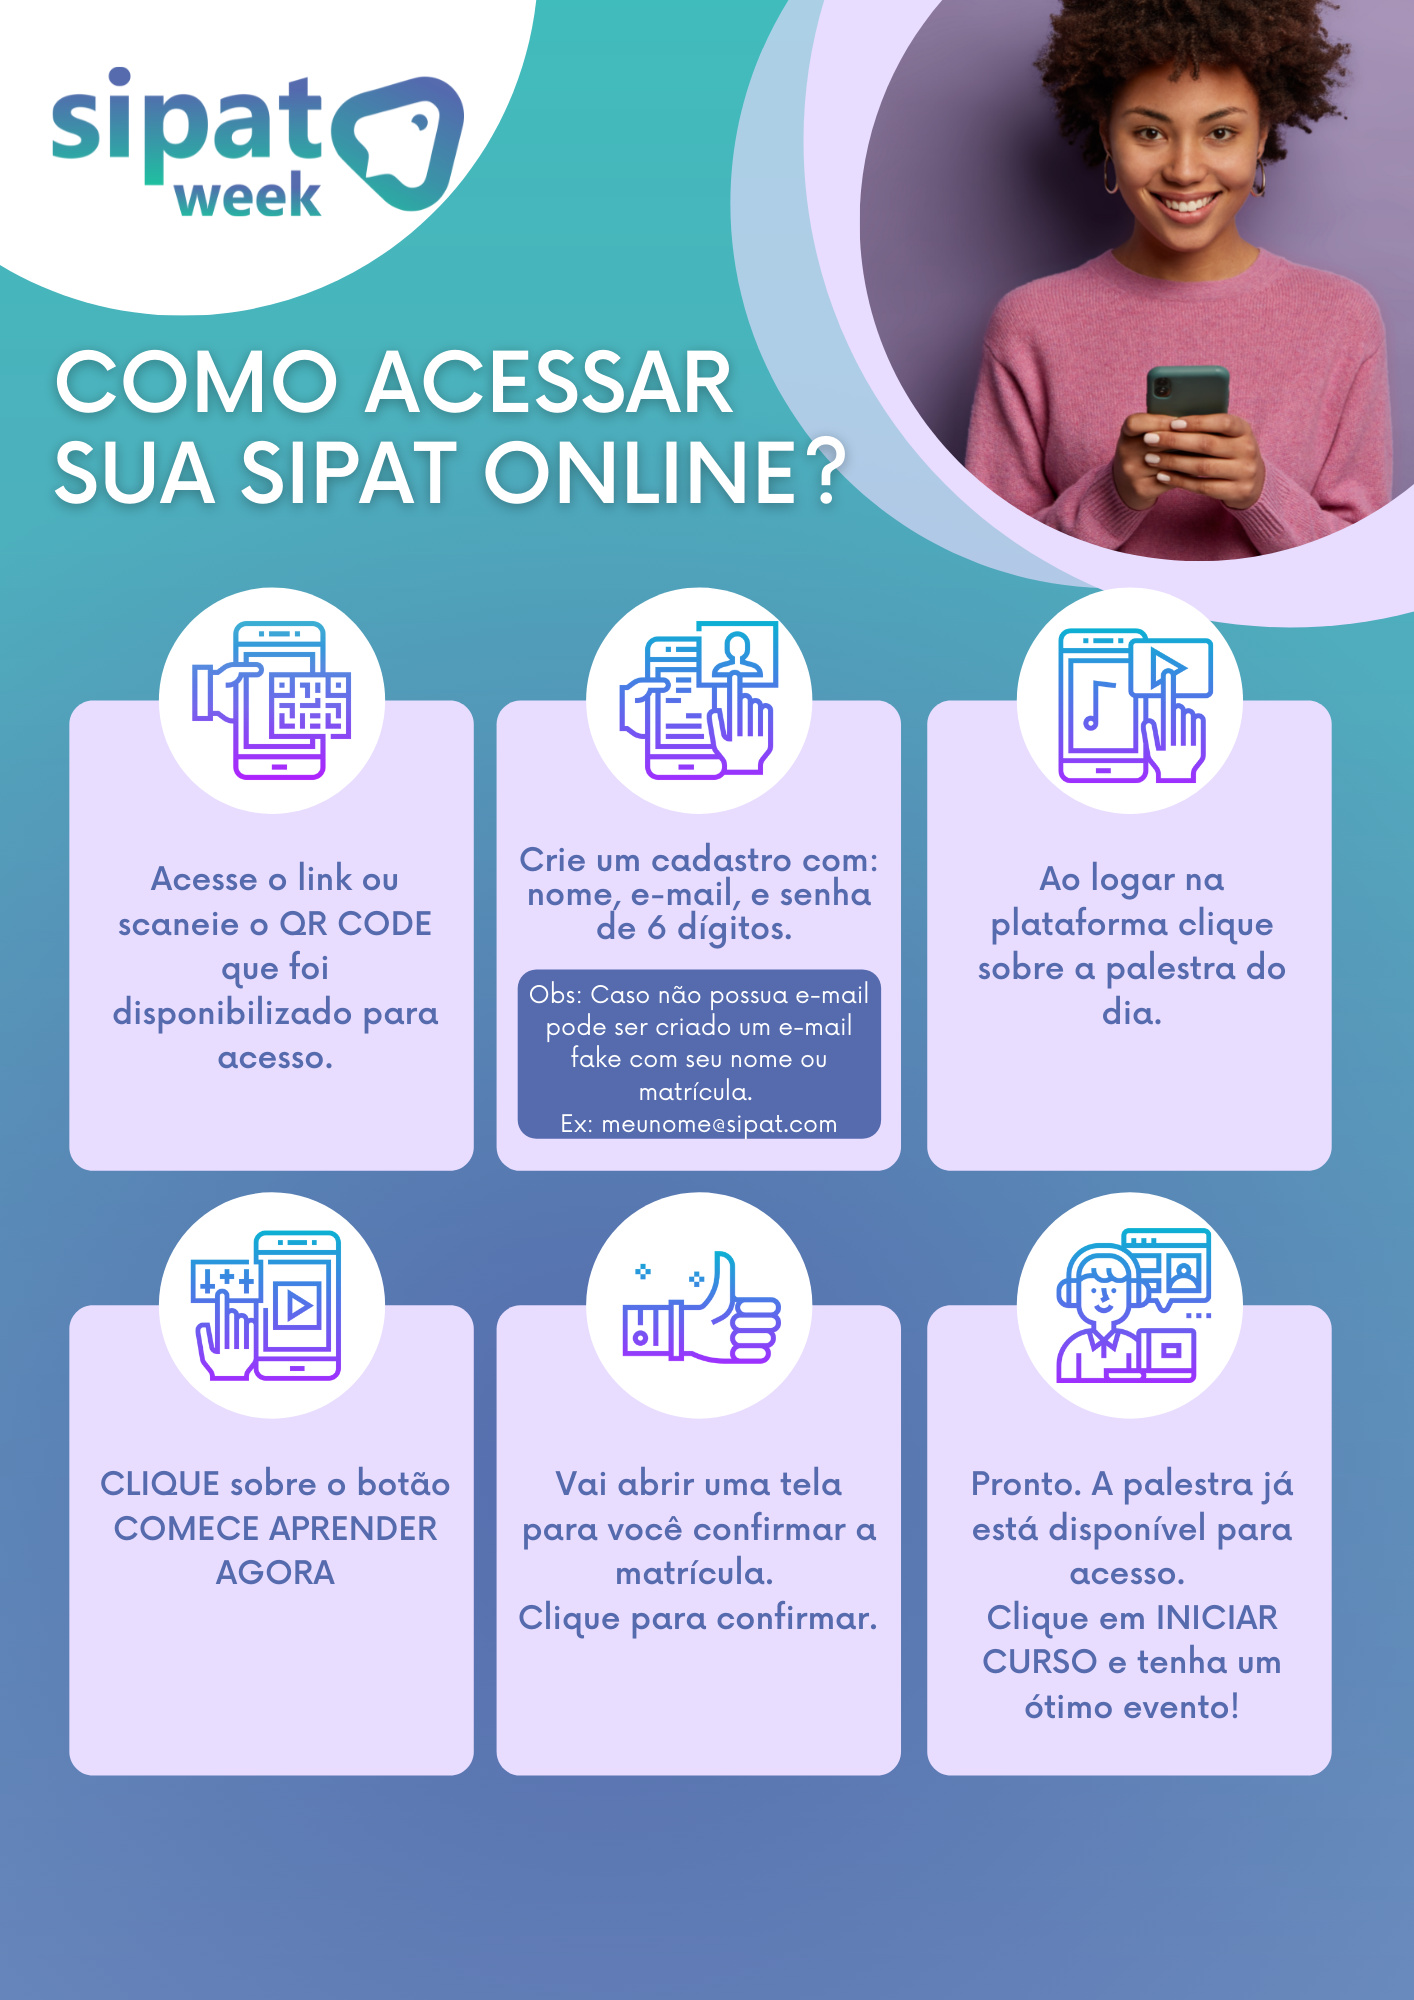 sipat
week
COMO ACESSAR
SUA SIPAT ONLINE?
Acesse o link ou
scaneie o QR CODE
que foi
disponibilizado para
acesso.
Crie um cadastro com:
nome, e-mail, e senha
de 6 dígitos.
Obs: Caso não possua e-mail
pode ser criado um e-mail
fake com seu nome ou
matrícula.
Ex: meunome@sipat.com
Ao logar na
plataforma clique
sobre a palestra do
dia.
CLIQUE sobre o botão
COMECE APRENDER
AGORA
Vai abrir uma tela
para você confirmar a
matrícula.
Clique para confirmar.
Pronto. A palestra já
está disponível para
acesso.
Clique em INICIAR
CURSO e tenha um
ótimo evento!